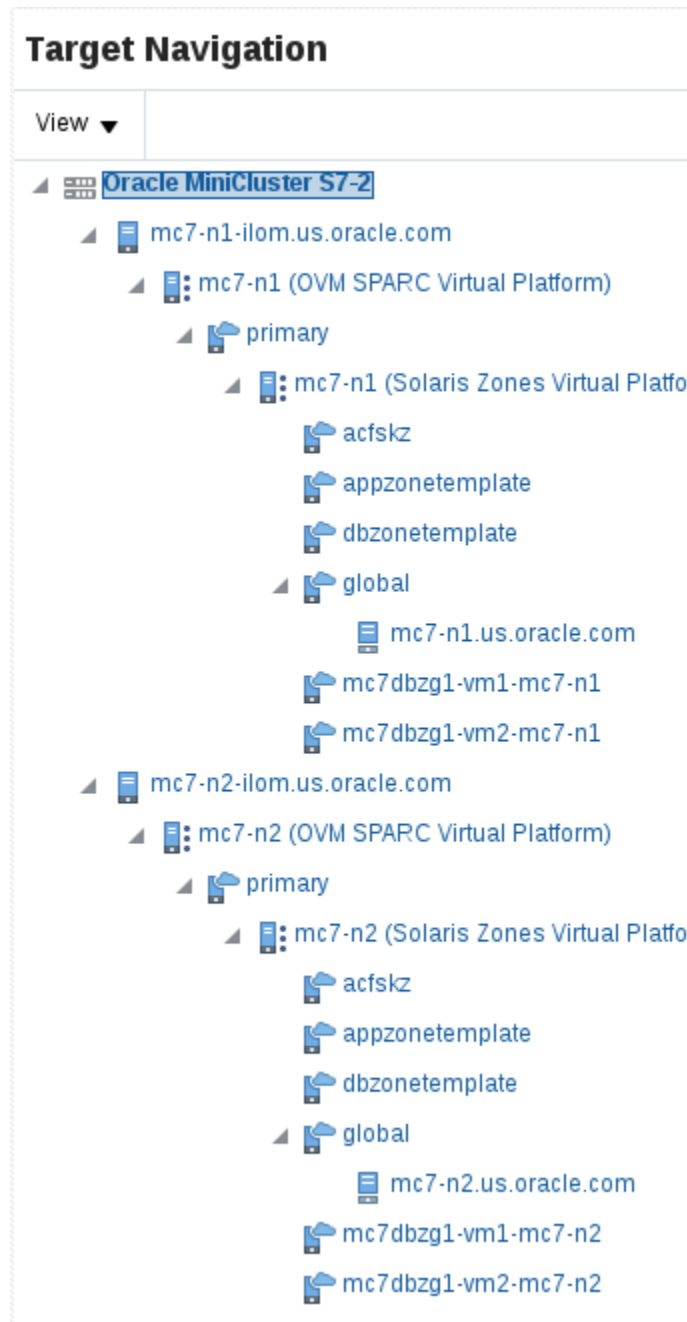 Target Navigation
View
Oracle MiniCluster S7-2
mc7-n1-ilom.us.oracle.com
mc7-n1 (OVM SPARC Virtual Platform)
primary
mc7-n1 (Solaris Zones Virtual Platfo
acfskz
appzonetemplate
dbzonetemplate
global
mc7-n1.us.oracle.com
mc7dbzg1-vm1-mc7-n1
mc7dbzg1-vm2-mc7-n1
mc7-n2-ilom.us.oracle.com
mc7-n2 (OVM SPARC Virtual Platform)
primary
mc7-n2 (Solaris Zones Virtual Platfo
acfskz
appzonetemplate
dbzonetemplate
global
mc7-n2.us.oracle.com
mc7dbzg1-vm1-mc7-n2
mc7dbzg1-vm2-mc7-n2